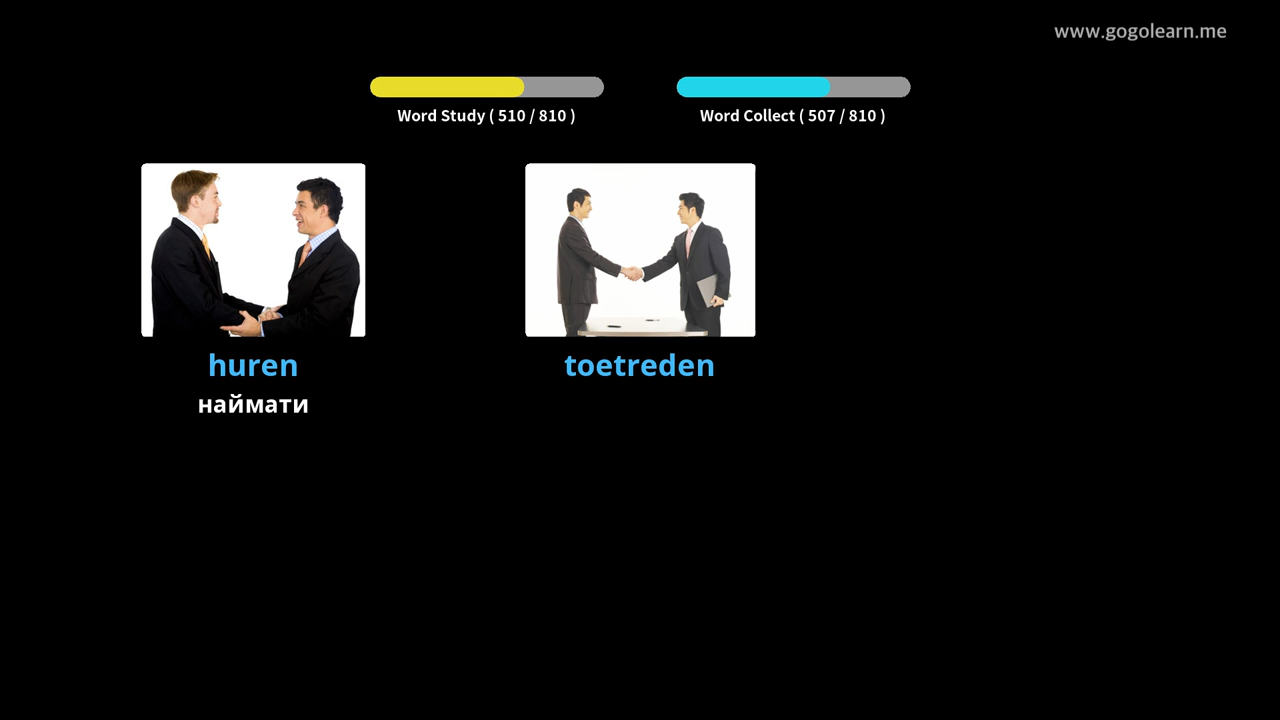 www.gogolearn.me
Word Study ( 510 / 810 )
Word Collect ( 507 / 810 )
huren
toetreden
наймати